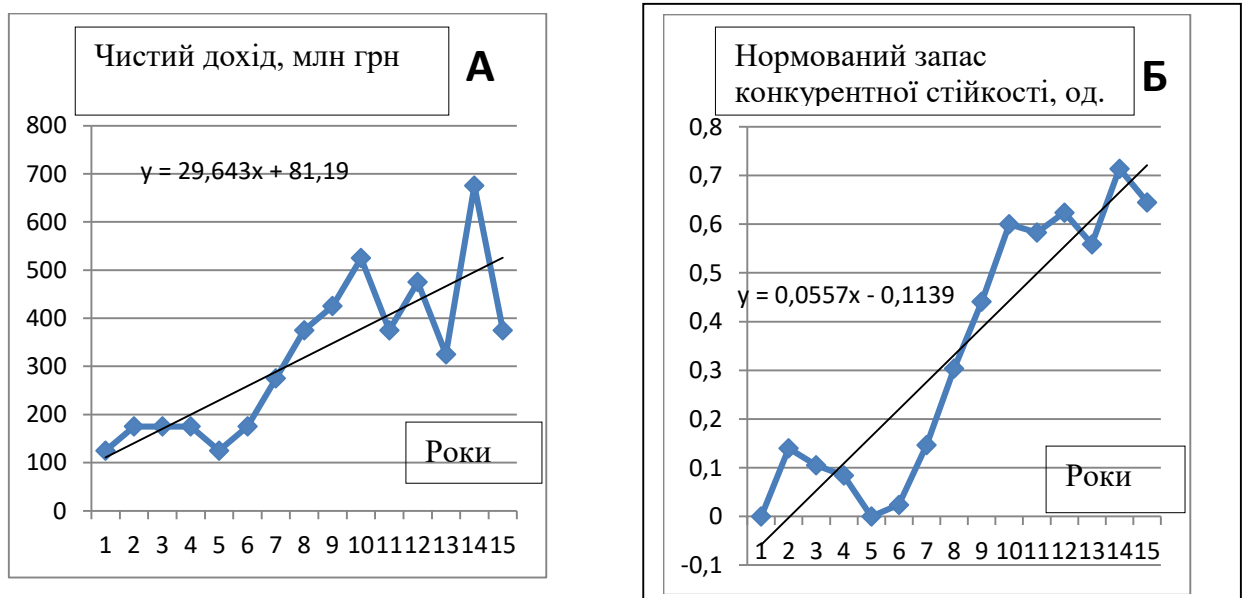 Чистий дохід, млн грн
А
800
700
600
500
400
300
200
100
0
y = 29,643x + 81,19
Роки
1 2 3 4 5 6 7 8 9 10 11 12 13 14 15
Нормований запас
конкурентної стійкості, од.
Б
0,8
0,7
0,6
0,5
0,4
0,3
0,2
0,1
0
-0,1
y = 0,0557x - 0,1139
Роки
1 2 3 4 5 6 7 8 9 10 11 12 13 14 15